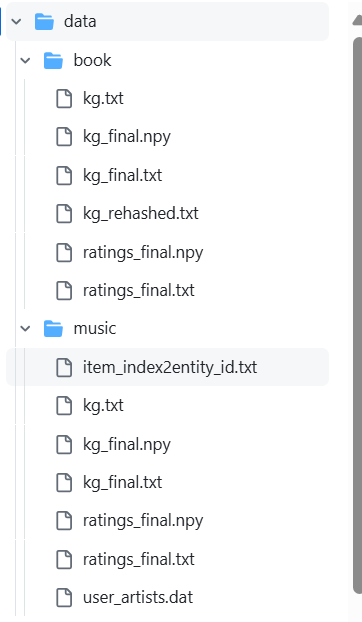 data
book
kg.txt
kg_final.npy
kg_final.txt
kg_rehashed.txt
ratings_final.npy
ratings_final.txt
music
item_index2entity_id.txt
kg.txt
kg_final.npy
kg_final.txt
ratings_final.npy
ratings_final.txt
user_artists.dat